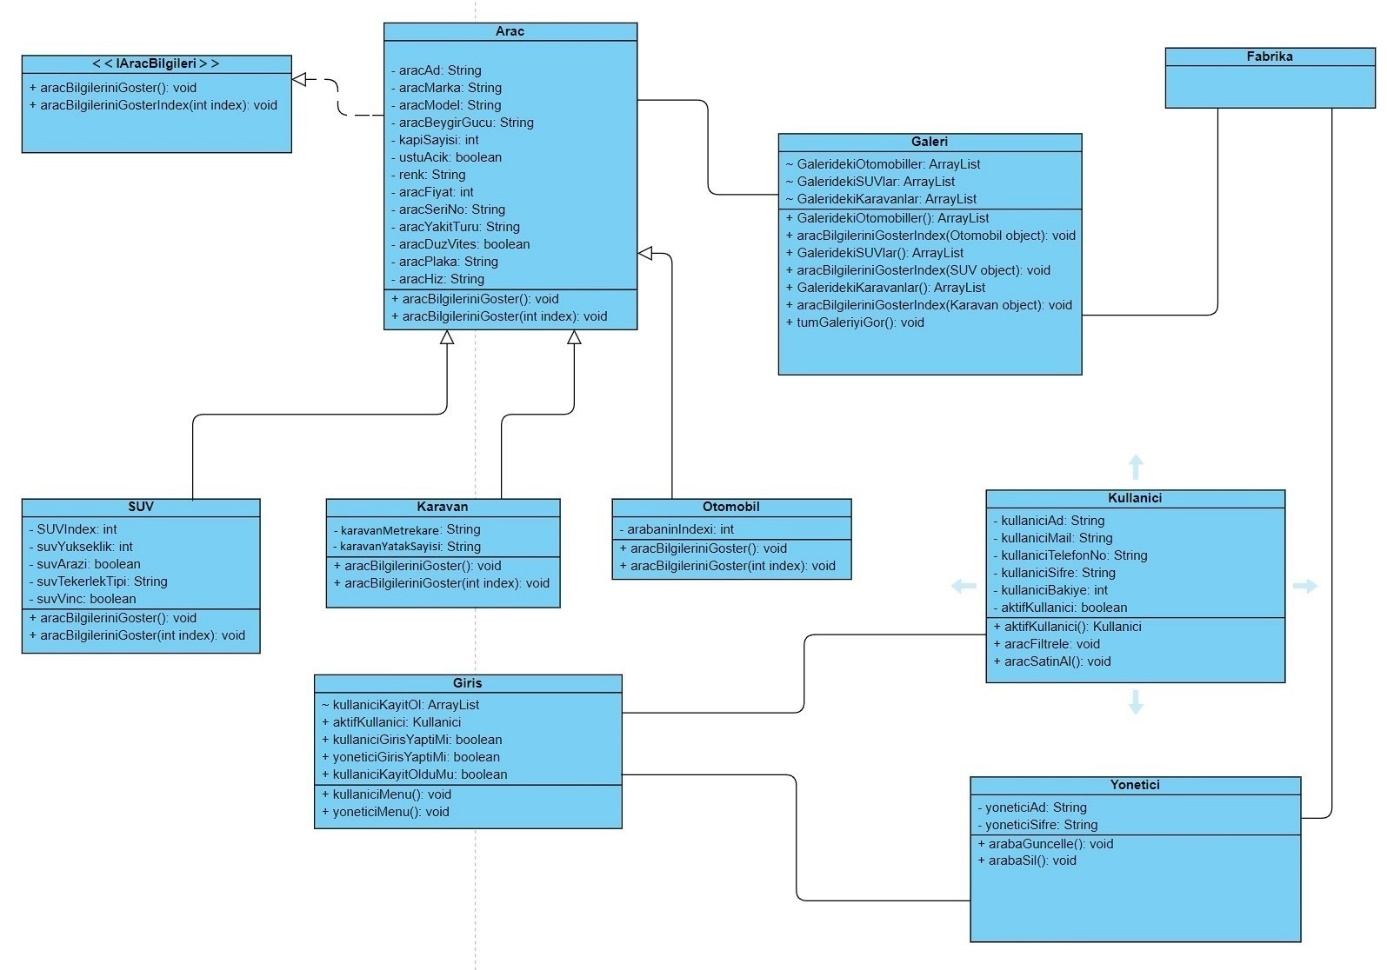 Arac
- aracAd: String
- aracMarka: String
- aracModel: String
- aracBeygirGucu: String
- kapiSayisi: int
- ustuAcik: boolean
- renk: String
- aracFiyat: int
- aracSeriNo: String
- aracYakitTuru: String
- aracDuzVites: boolean
- aracPlaka: String
- aracHiz: String
+ aracBilgileriniGoster(): void
+ aracBilgileriniGoster(int index): void
< < IAracBilgileri > >
+ aracBilgileriniGoster(): void
+ aracBilgileriniGosterIndex(int index): void
Fabrika
Galeri
~ GaleridekiOtomobiller: ArrayList
~ GaleridekiSUVlar: ArrayList
~ GaleridekiKaravanlar: ArrayList
+ GaleridekiOtomobiller(): ArrayList
+ aracBilgileriniGosterIndex(Otomobil object): void
+ GaleridekiSUVlar(): ArrayList
+ aracBilgileriniGosterIndex(SUV object): void
+ GaleridekiKaravanlar(): ArrayList
+ aracBilgileriniGosterIndex(Karavan object): void
+ tumGaleriyiGor(): void
SUV
- SUVIndex: int
- suvYukseklik: int
- suvArazi: boolean
- suvTekerlekTipi: String
- suvVinc: boolean
+ aracBilgileriniGoster(): void
+ aracBilgileriniGoster(int index): void
Karavan
- karavanMetrekare: String
- karavanYatakSayisi: String
+ aracBilgileriniGoster(): void
+ aracBilgileriniGoster(int index): void
Otomobil
- arabaninIndexi: int
+ aracBilgileriniGoster(): void
+ aracBilgileriniGoster(int index): void
Kullanici
- kullaniciAd: String
- kullaniciMail: String
- kullaniciTelefonNo: String
- kullaniciSifre: String
- kullaniciBakiye: int
- aktifKullanici: boolean
+ aktifKullanici(): Kullanici
+ aracFiltrele: void
+ aracSatinAl(): void
Giris
~ kullaniciKayitOl: ArrayList
+ aktifKullanici: Kullanici
+ kullaniciGirisYaptiMi: boolean
+ yoneticiGirisYaptiMi: boolean
+ kullaniciKayitOlduMu: boolean
+ kullaniciMenu(): void
+ yoneticiMenu(): void
Yonetici
- yoneticiAd: String
- yoneticiSifre: String
+ arabaGuncelle(): void
+ arabaSil(): void